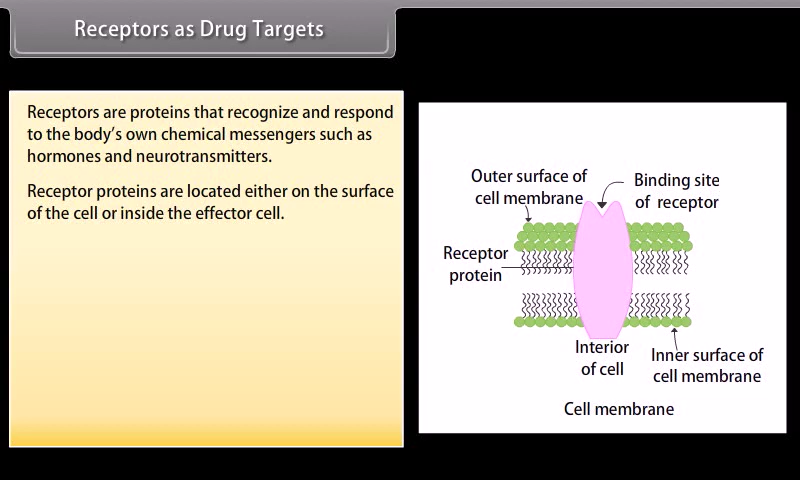 Receptors as Drug Targets
Receptors are proteins that recognize and respond
to the body's own chemical messengers such as
hormones and neurotransmitters.
Receptor proteins are located either on the surface
of the cell or inside the effector cell.
Outer surface of
cell membrane
Binding site
of receptor
Receptor
protein
Interior
of cell
Inner surface of
cell membrane
Cell membrane